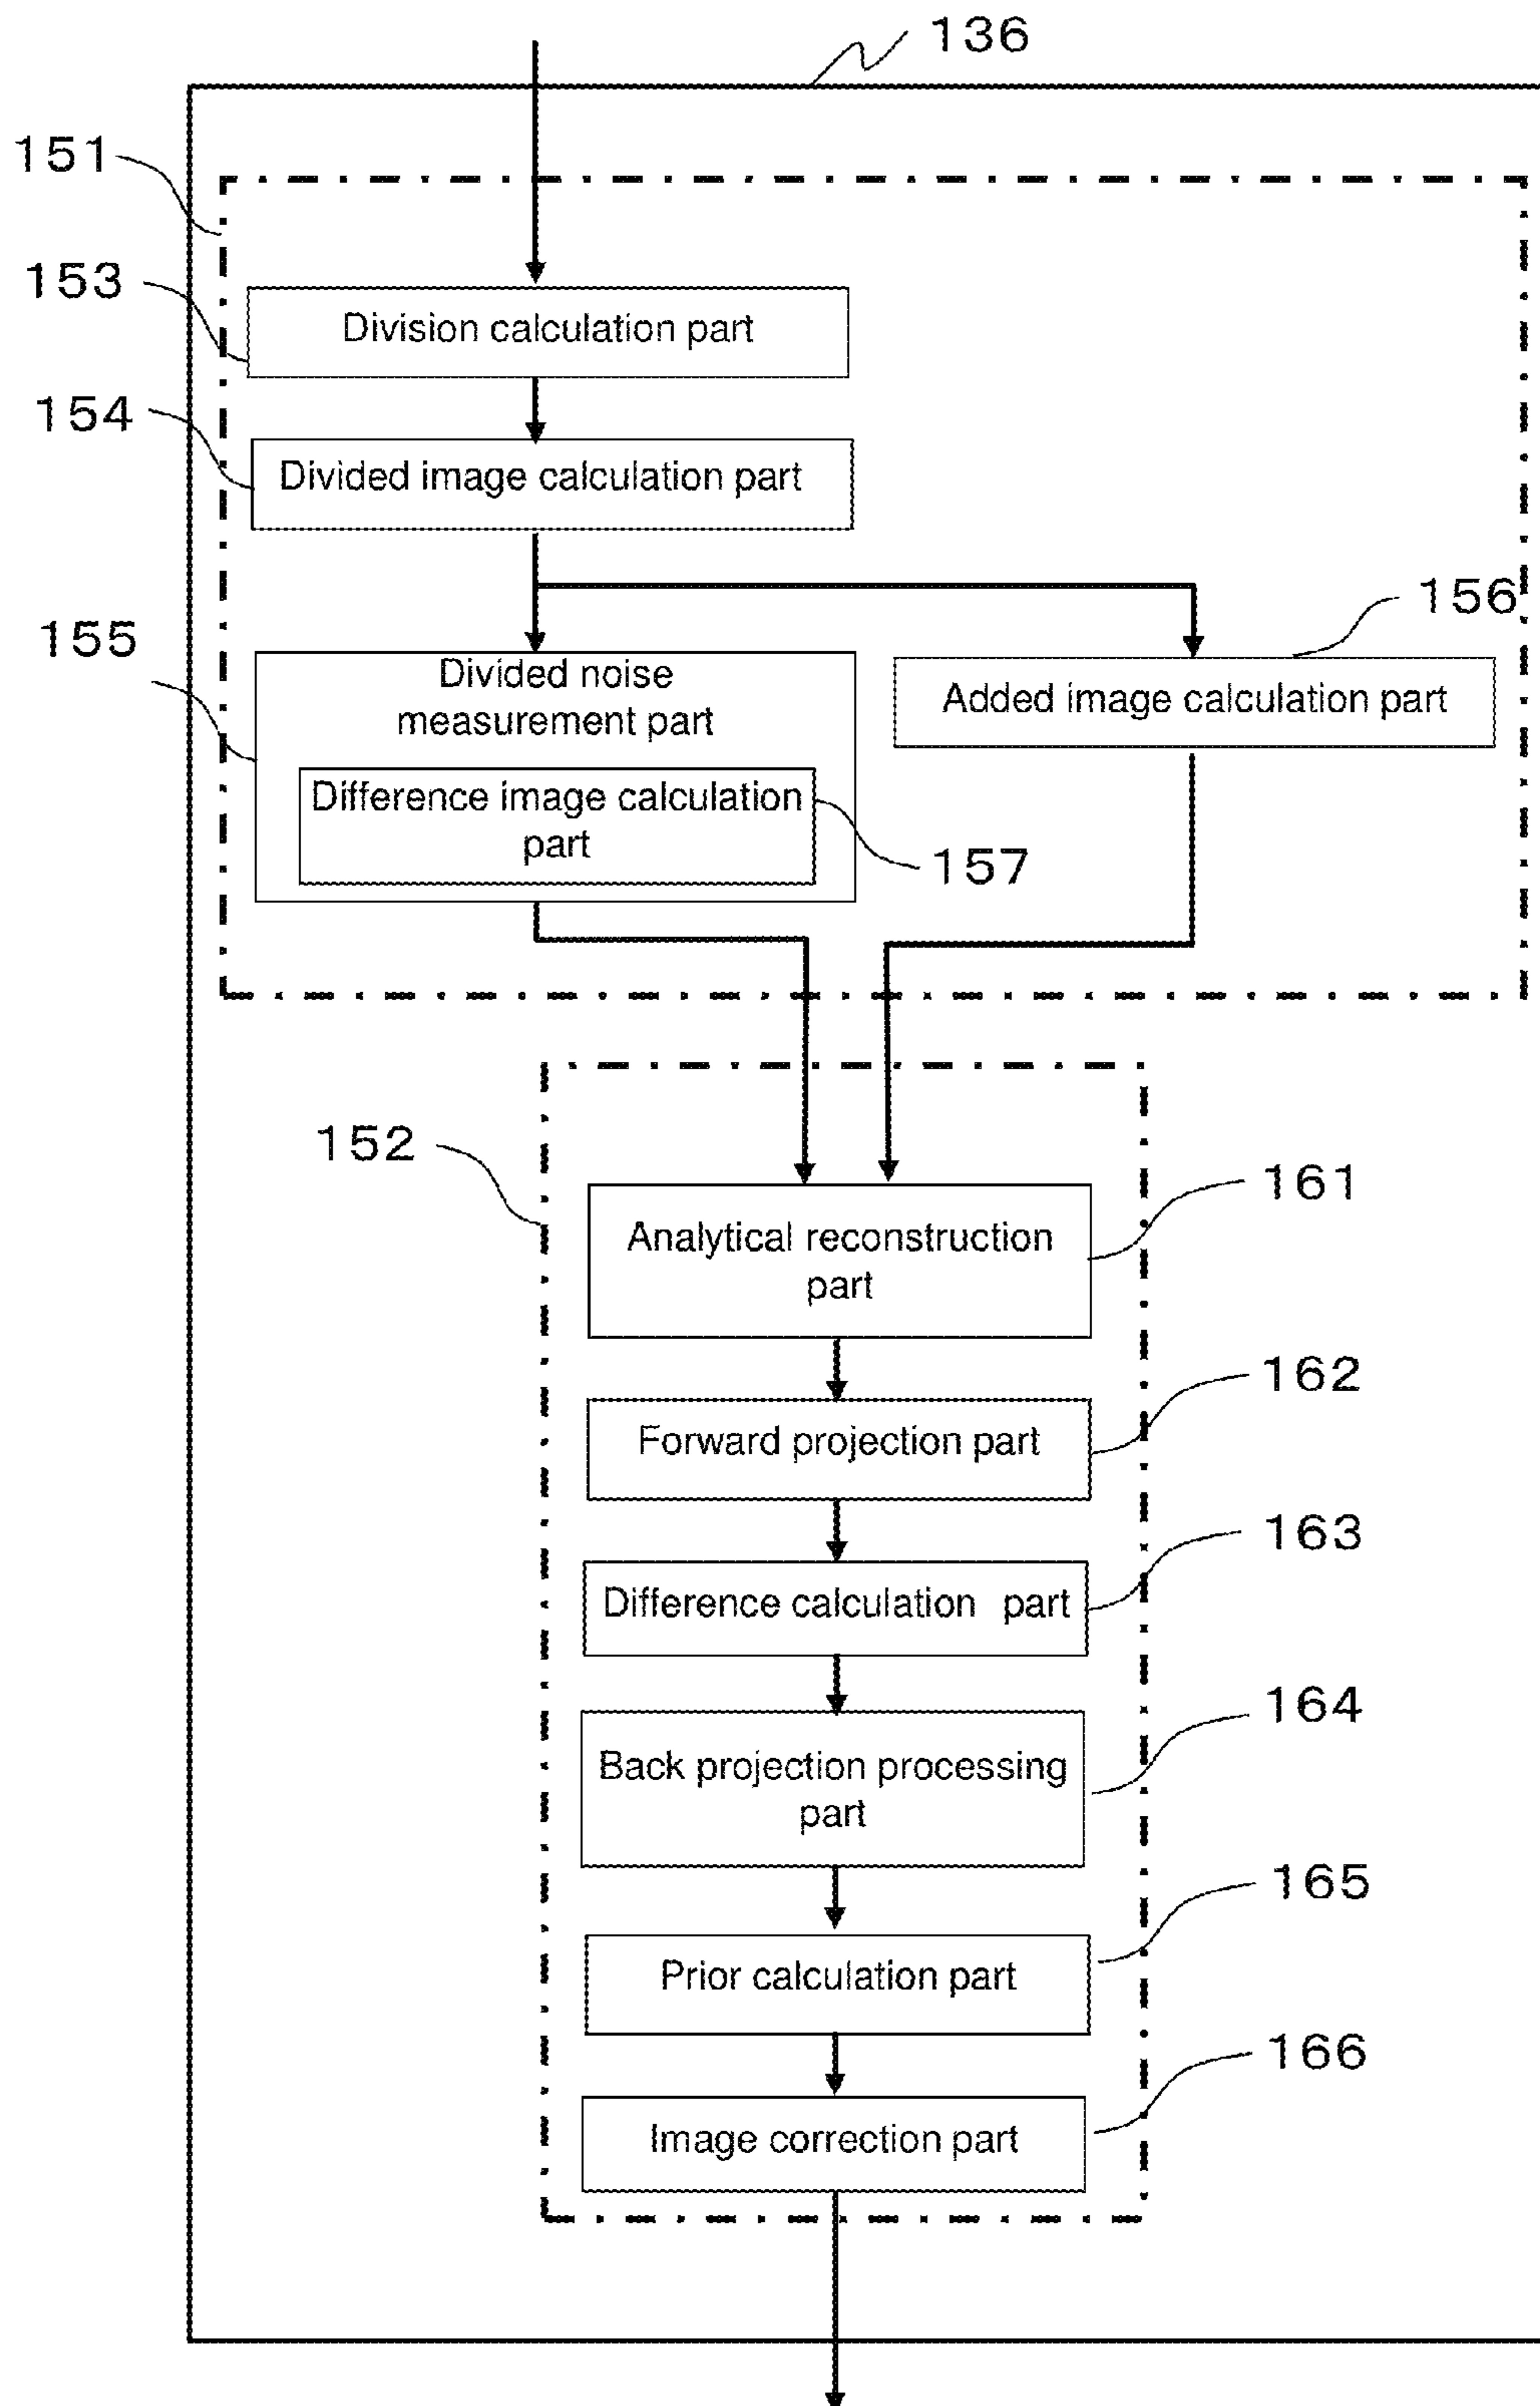 136
151
153
Division calculation part
154
Divided image calculation part
156
155
Divided noise
measurement part
Added image calculation part
Difference image calculation
part
157
152
161
Analytical reconstruction
part
162
Forward projection part
163
Difference calculation part
164
Back projection processing
part
165
Prior calculation part
166
Image correction part